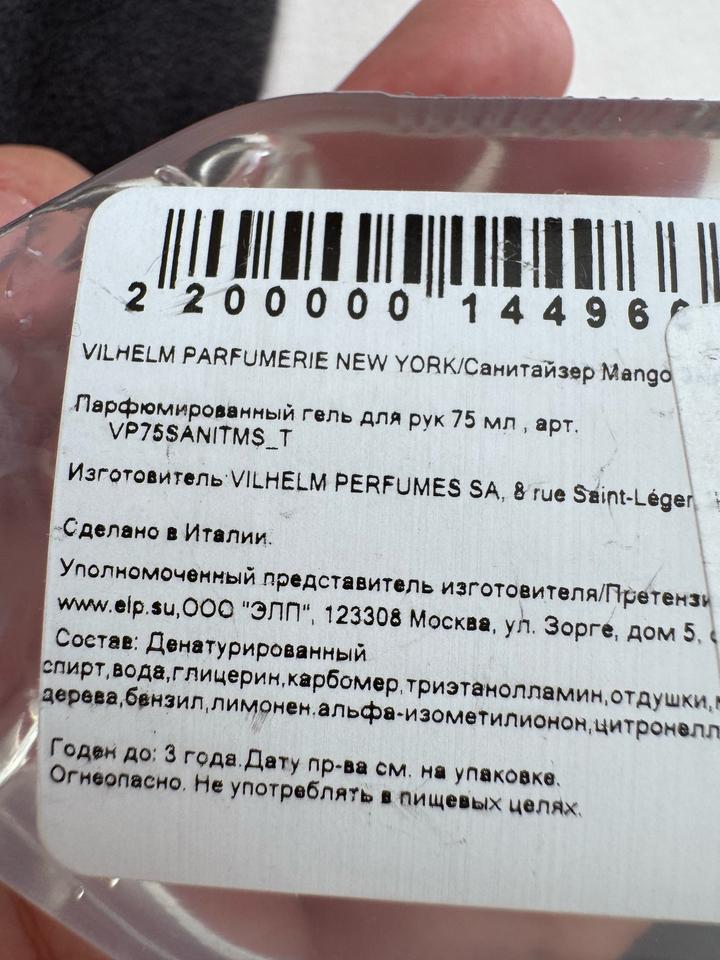 2 200000 14496
VILHELM PARFUMERIE NEW YORK/Санитайзер Mango
Парфюмированный гель для рук 75 мл , арт.
VP75SANITMS_T
Изготовитель VILHELM PERFUMES SA, 8 rue Saint-Léger
Сделано в Италии.
Уполномоченный представитель изготовителя/Претензи
www.elp.su,ООО "ЭЛП", 123308 Москва, ул. Зорге, дом 5,
Состав: Денатурированный
спирт,вода,глицерин,карбомер,триэтанолламин,отдушки,
дерева,бензил,лимонен.альфа-изометилионон,цитронелл
Годен до: 3 года.Дату пр-ва см. на упаковке.
Огнеопасно. Не употреблять в пищевых целях.